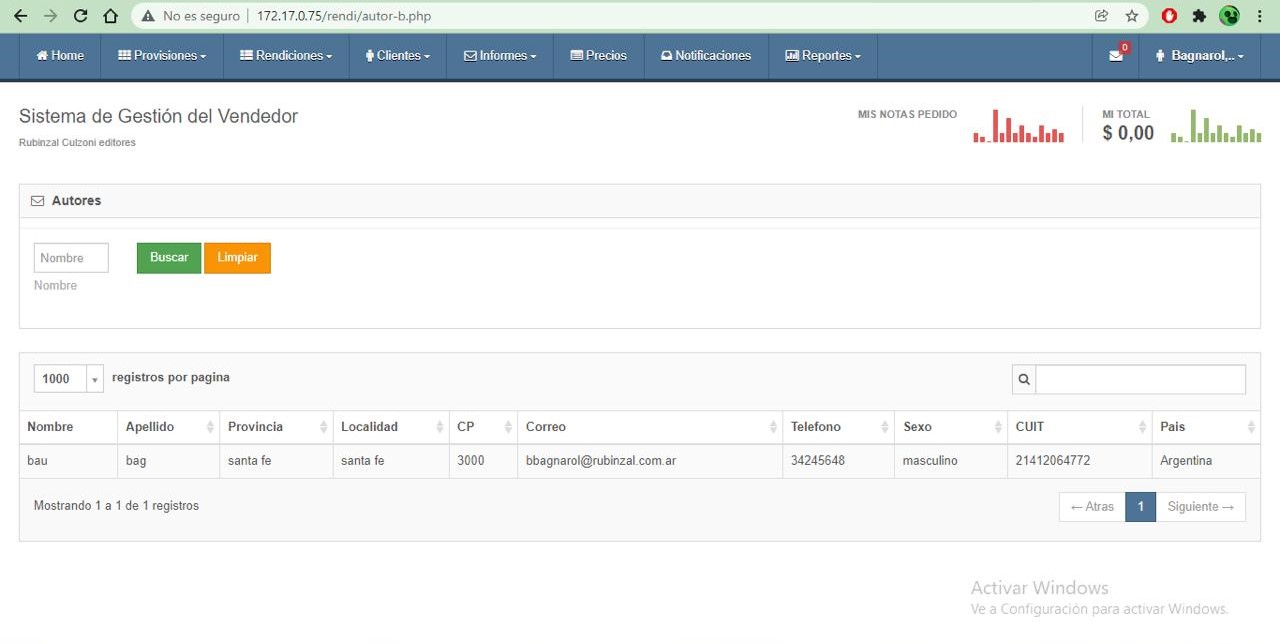 No es seguro | 172.17.0.75/rendi/autor-b.php
Home Provisiones Rendiciones Clientes Informes Precios Notificaciones Reportes 0 Bagnarol,..
Sistema de Gestión del Vendedor
Rubinzal Culzoni editores
MIS NOTAS PEDIDO
MI TOTAL
$ 0,00
Autores
Nombre Buscar Limpiar
Nombre
1000 registros por pagina
Nombre Apellido Provincia Localidad CP Correo Telefono Sexo CUIT Pais
bau bag santa fe santa fe 3000 bbagnarol@rubinzal.com.ar 34245648 masculino 21412064772 Argentina
Mostrando 1 a 1 de 1 registros
← Atras 1 Siguiente →
Activar Windows
Ve a Configuración para activar Windows.